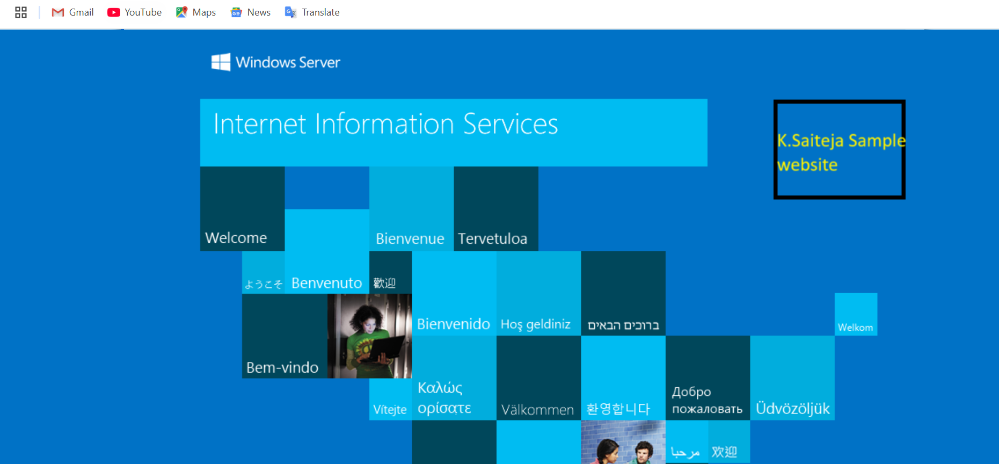 Gmail
YouTube
Maps
News
Translate
Windows Server
Internet Information Services
K.Saiteja Sample
website
Welcome
Bienvenue
Tervetuloa
ようこそ
Benvenuto
歡迎
Bienvenido
Hoş geldiniz
ברוכים הבאים
Welkom
Bem-vindo
Vítejte
Καλώς
ορίσατε
Välkommen
환영합니다
Добро
пожаловать
Üdvözöljük
مرحبا
欢迎